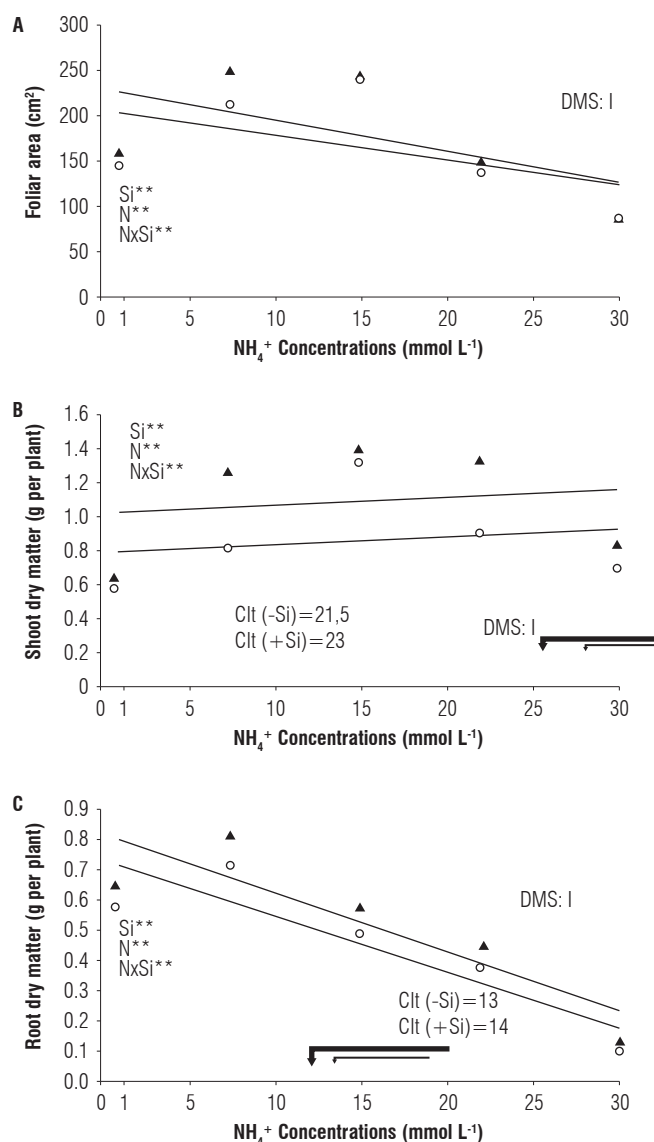 A
Foliar area (cm²)
300
250
200
150
100
50
0
DMS: I
Si**
N**
NxSi**
0 1 5 10 15 20 25 30
NH₄⁺ Concentrations (mmol L⁻¹)
B
Shoot dry matter (g per plant)
1.6
1.4
1.2
1.0
0.8
0.6
0.4
0.2
0
Si**
N**
NxSi**
Clt (-Si)=21,5
Clt (+Si)=23
DMS: I
0 1 5 10 15 20 25 30
NH₄⁺ Concentrations (mmol L⁻¹)
C
Root dry matter (g per plant)
0.9
0.8
0.7
0.6
0.5
0.4
0.3
0.2
0.1
0.0
DMS: I
Si**
N**
NxSi**
Clt (-Si)=13
Clt (+Si)=14
0 1 5 10 15 20 25 30
NH₄⁺ Concentrations (mmol L⁻¹)